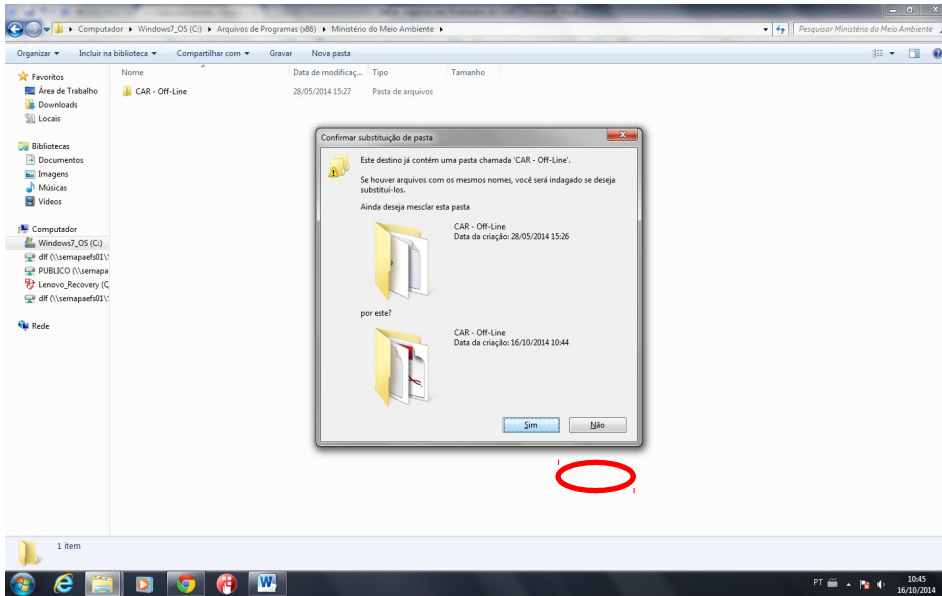 Computador ▸ Windows7_OS (C:) ▸ Arquivos de Programas (x86) ▸ Ministério do Meio Ambiente ▸
Pesquisar Ministério do Meio Ambiente
Organizar Incluir na biblioteca Compartilhar com Gravar Nova pasta
Nome Data de modificaç... Tipo Tamanho
CAR - Off-Line 28/05/2014 15:27 Pasta de arquivos
Favoritos
Área de Trabalho
Downloads
Locais
Bibliotecas
Documentos
Imagens
Músicas
Vídeos
Computador
Windows7_OS (C:)
dlf (\\semapaefs01\:
PUBLICO (\\semapa
Lenovo_Recovery (Q
dlf (\\semapaefs01\:
Rede
Confirmar substituição de pasta
Este destino já contém uma pasta chamada 'CAR - Off-Line'.
Se houver arquivos com os mesmos nomes, você será indagado se deseja
substituí-los.
Ainda deseja mesclar esta pasta
CAR - Off-Line
Data da criação: 28/05/2014 15:26
por este?
CAR - Off-Line
Data da criação: 16/10/2014 10:44
Sim Não
1 item
PT
10:45
16/10/2014